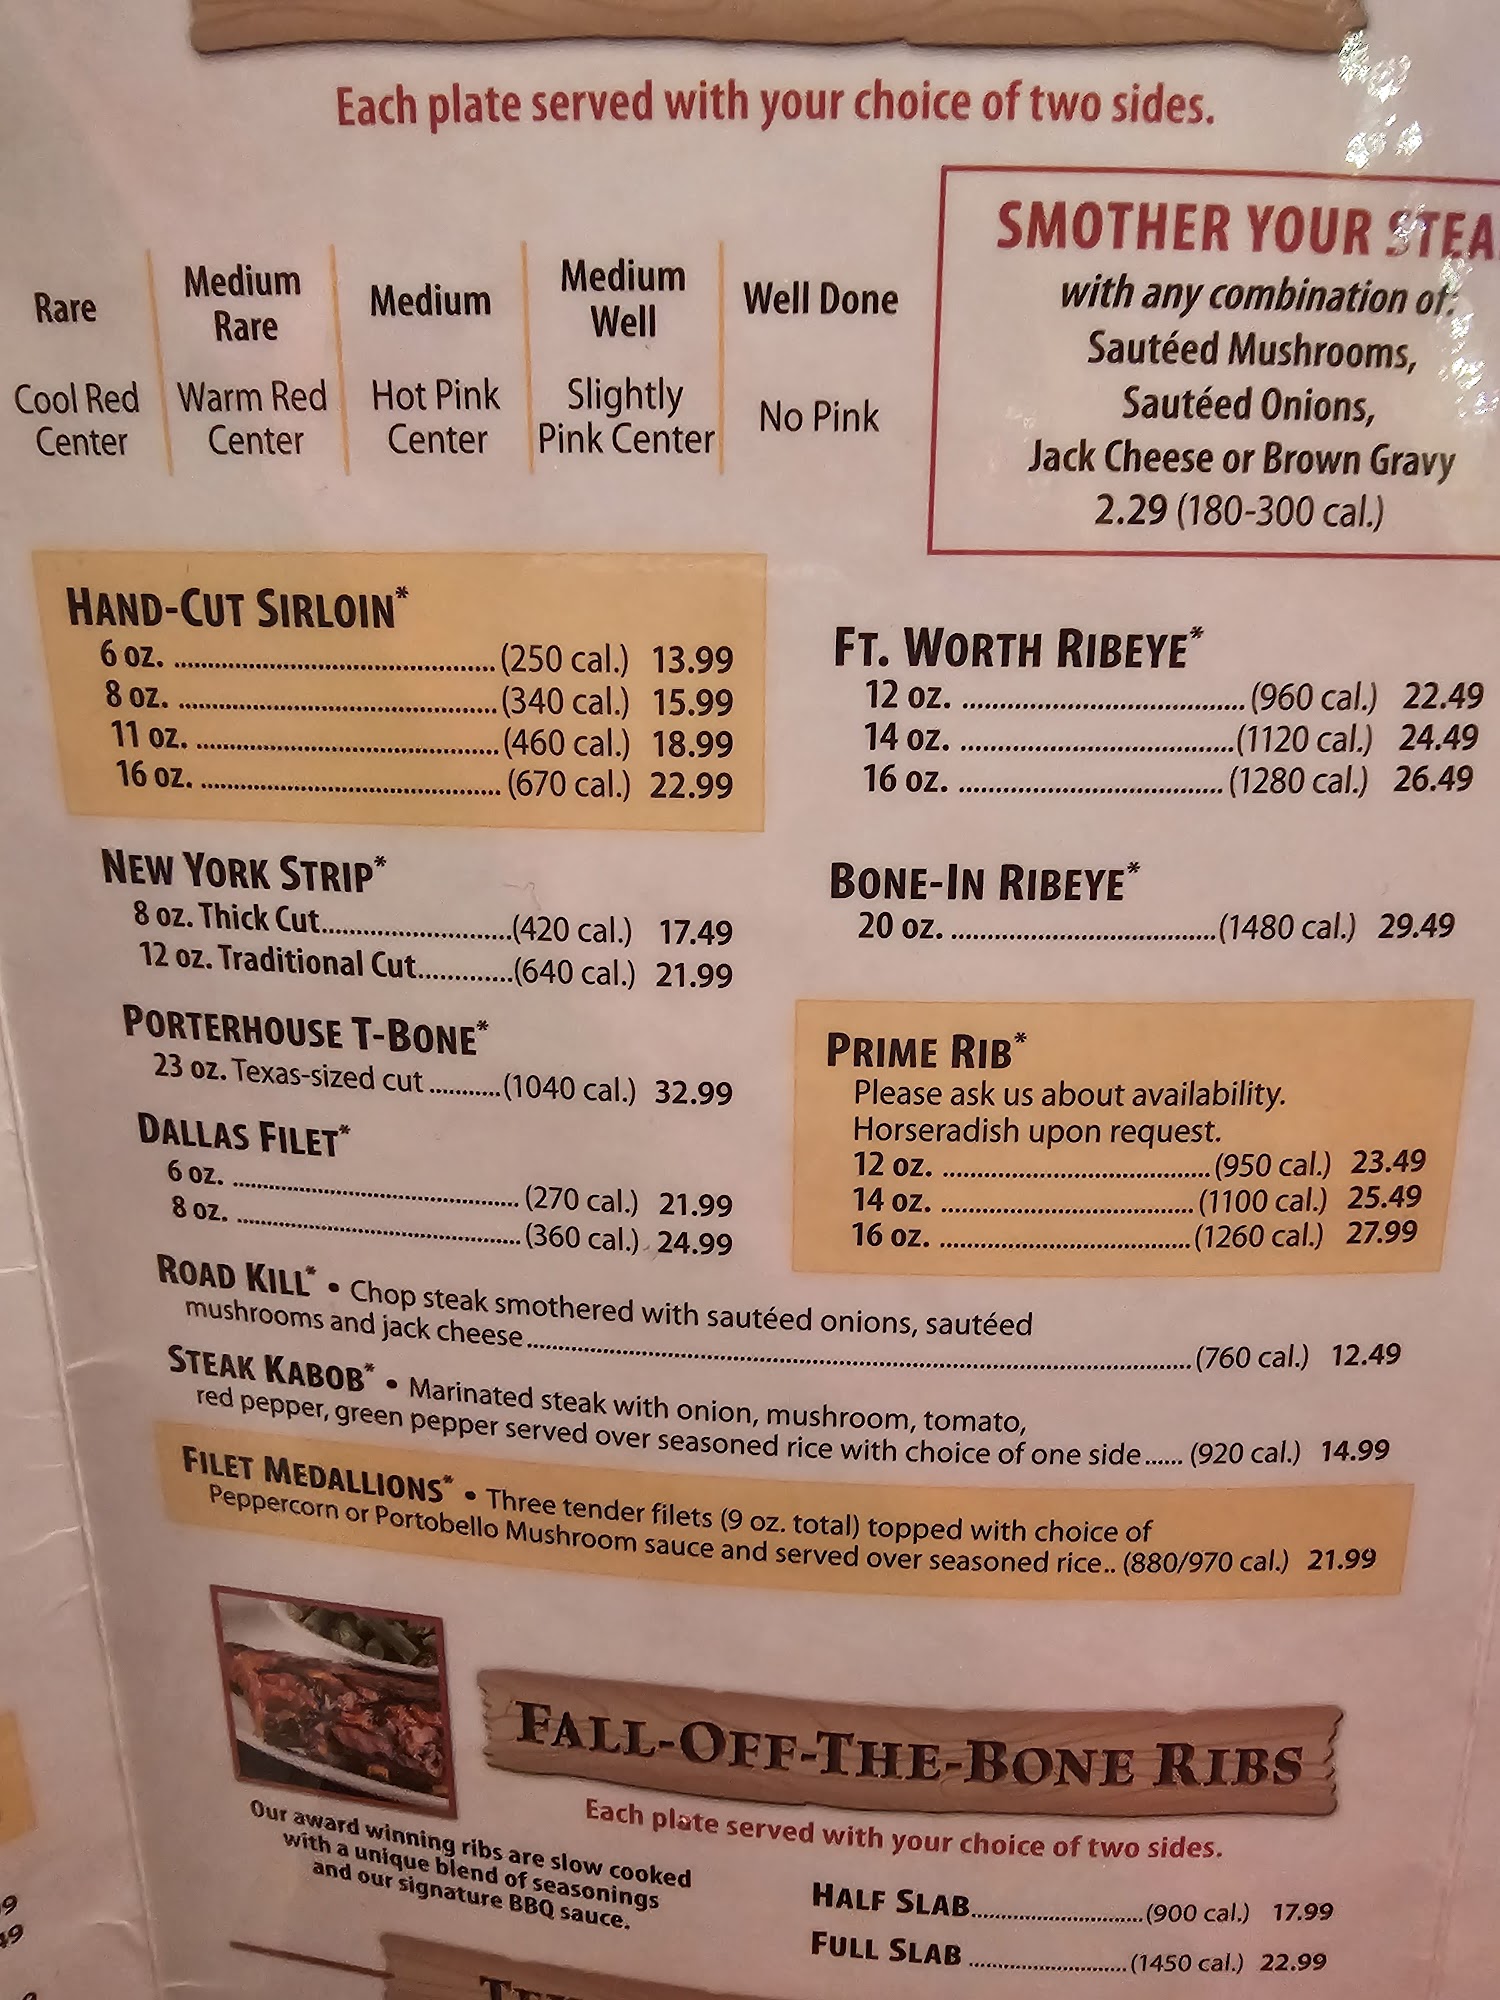 Each plate served with your choice of two sides.
Rare
Cool Red
Center
Medium
Rare
Warm Red
Center
Medium
Hot Pink
Center
Medium
Well
Slightly
Pink Center
Well Done
No Pink
SMOTHER YOUR STEA
with any combination of:
Sautéed Mushrooms,
Sautéed Onions,
Jack Cheese or Brown Gravy
2.29 (180-300 cal.)
HAND-CUT SIRLOIN*
6 oz. ........ (250 cal.) 13.99
8 oz. ........ (340 cal.) 15.99
11 oz. ........ (460 cal.) 18.99
16 oz. ........ (670 cal.) 22.99
NEW YORK STRIP*
8 oz. Thick Cut........(420 cal.) 17.49
12 oz. Traditional Cut........(640 cal.) 21.99
PORTERHOUSE T-BONE*
23 oz. Texas-sized cut ........(1040 cal.) 32.99
DALLAS FILET*
6 oz. ........ (270 cal.) 21.99
8 oz. ........ (360 cal.) 24.99
FT. WORTH RIBEYE*
12 oz. ........ (960 cal.) 22.49
14 oz. ........(1120 cal.) 24.49
16 oz. ........ (1280 cal.) 26.49
BONE-IN RIBEYE*
20 oz. ........(1480 cal.) 29.49
PRIME RIB*
Please ask us about availability.
Horseradish upon request.
12 oz. ........(950 cal.) 23.49
14 oz. ........ (1100 cal.) 25.49
16 oz. ........(1260 cal.) 27.99
ROAD KILL* • Chop steak smothered with sautéed onions, sautéed
mushrooms and jack cheese........(760 cal.) 12.49
STEAK KABOB* • Marinated steak with onion, mushroom, tomato,
red pepper, green pepper served over seasoned rice with choice of one side...... (920 cal.) 14.99
FILET MEDALLIONS* • Three tender filets (9 oz. total) topped with choice of
Peppercorn or Portobello Mushroom sauce and served over seasoned rice.. (880/970 cal.) 21.99
FALL-OFF-THE-BONE RIBS
Each plate served with your choice of two sides.
Our award winning ribs are slow cooked
with a unique blend of seasonings
and our signature BBQ sauce.
HALF SLAB........(900 cal.) 17.99
FULL SLAB ........(1450 cal.) 22.99